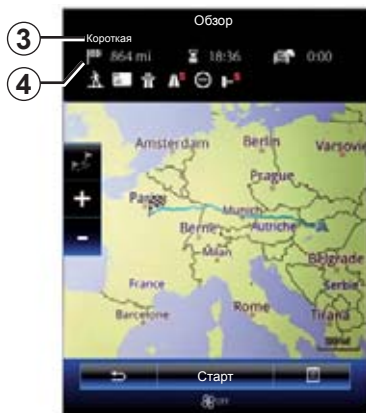 Обзор
3
Короткая
864 mi 18:36 0:00
4
Amsterdam Berlin Varsovie
Prague
Paris
Munich
Berne Autriche
Milan
Belgrade
France
Serbie
Barcelone Rome Tirana
+
-
Старт
OFF